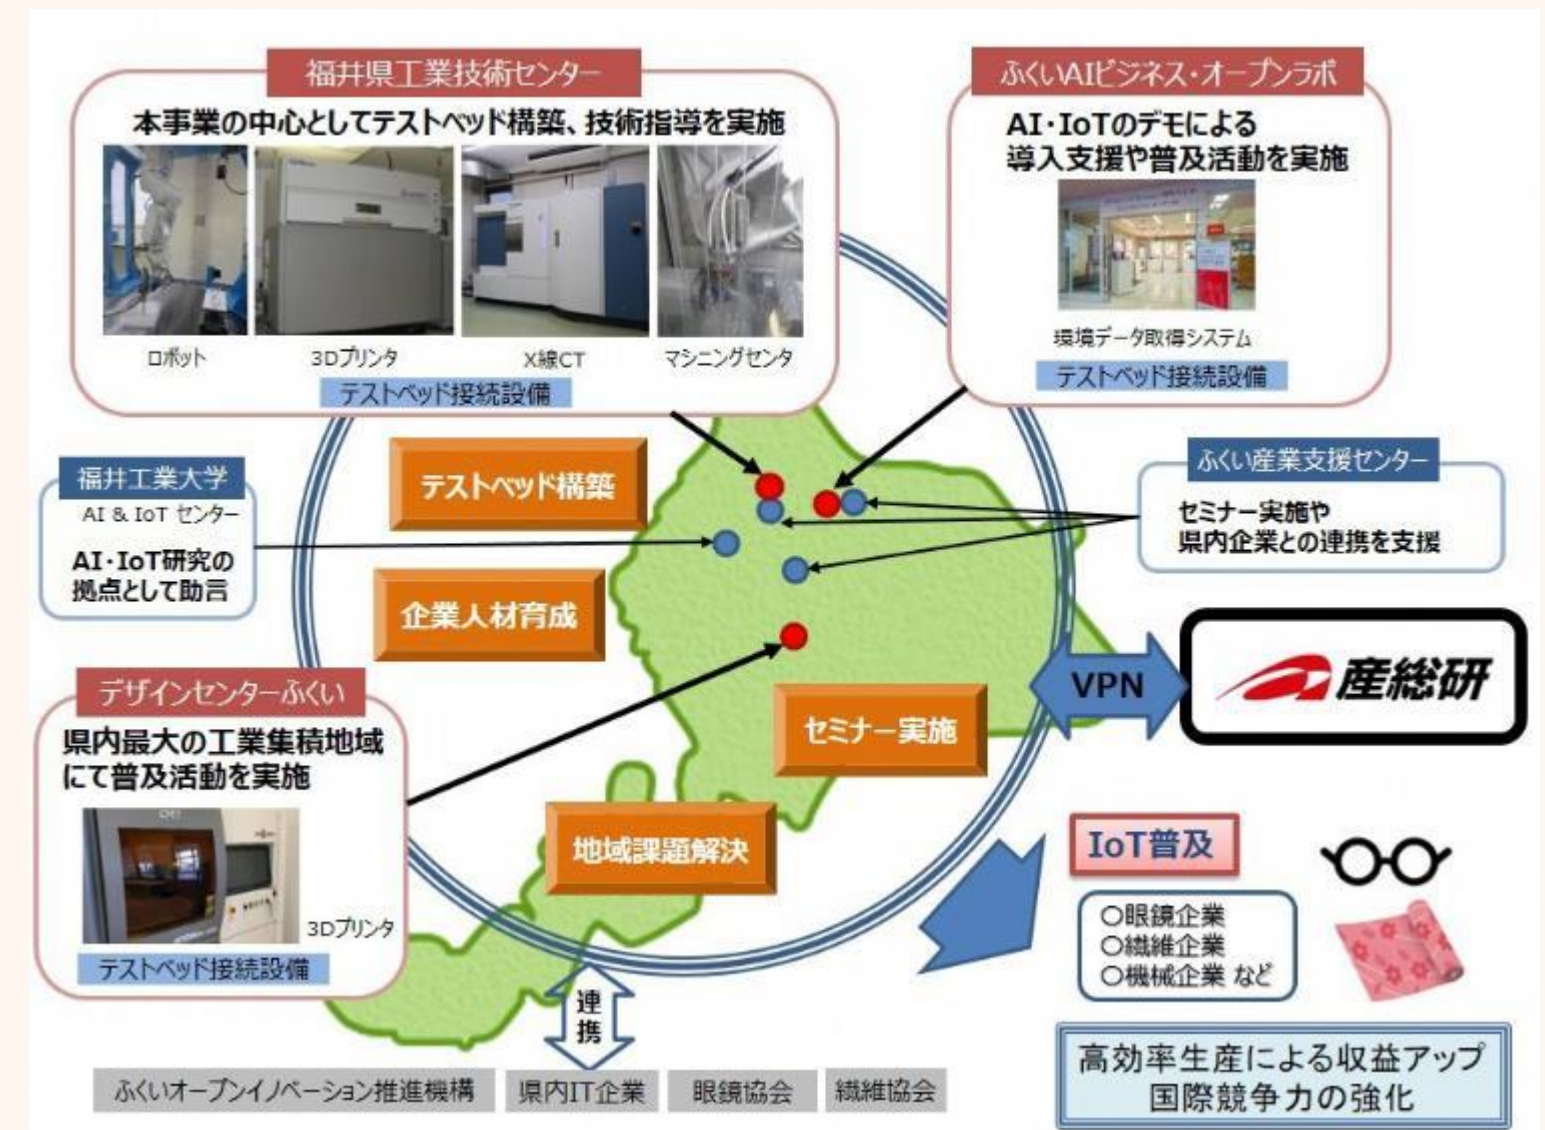 福井県工業技術センター
本事業の中心としてテストベッド構築、技術指導を実施
ロボット
3Dプリンタ
X線CT
マシニングセンタ
テストベッド接続設備
ふくいAIビジネス・オープンラボ
AI・IoTのデモによる
導入支援や普及活動を実施
環境データ取得システム
テストベッド接続設備
福井工業大学
AI & IoT センター
AI・IoT研究の
拠点として助言
テストベッド構築
企業人材育成
ふくい産業支援センター
セミナー実施や
県内企業との連携を支援
デザインセンターふくい
県内最大の工業集積地域
にて普及活動を実施
3Dプリンタ
テストベッド接続設備
セミナー実施
地域課題解決
VPN
産総研
IoT普及
〇眼鏡企業
〇繊維企業
〇機械企業 など
連
携
ふくいオープンイノベーション推進機構
県内IT企業
眼鏡協会
繊維協会
高効率生産による収益アップ
国際競争力の強化